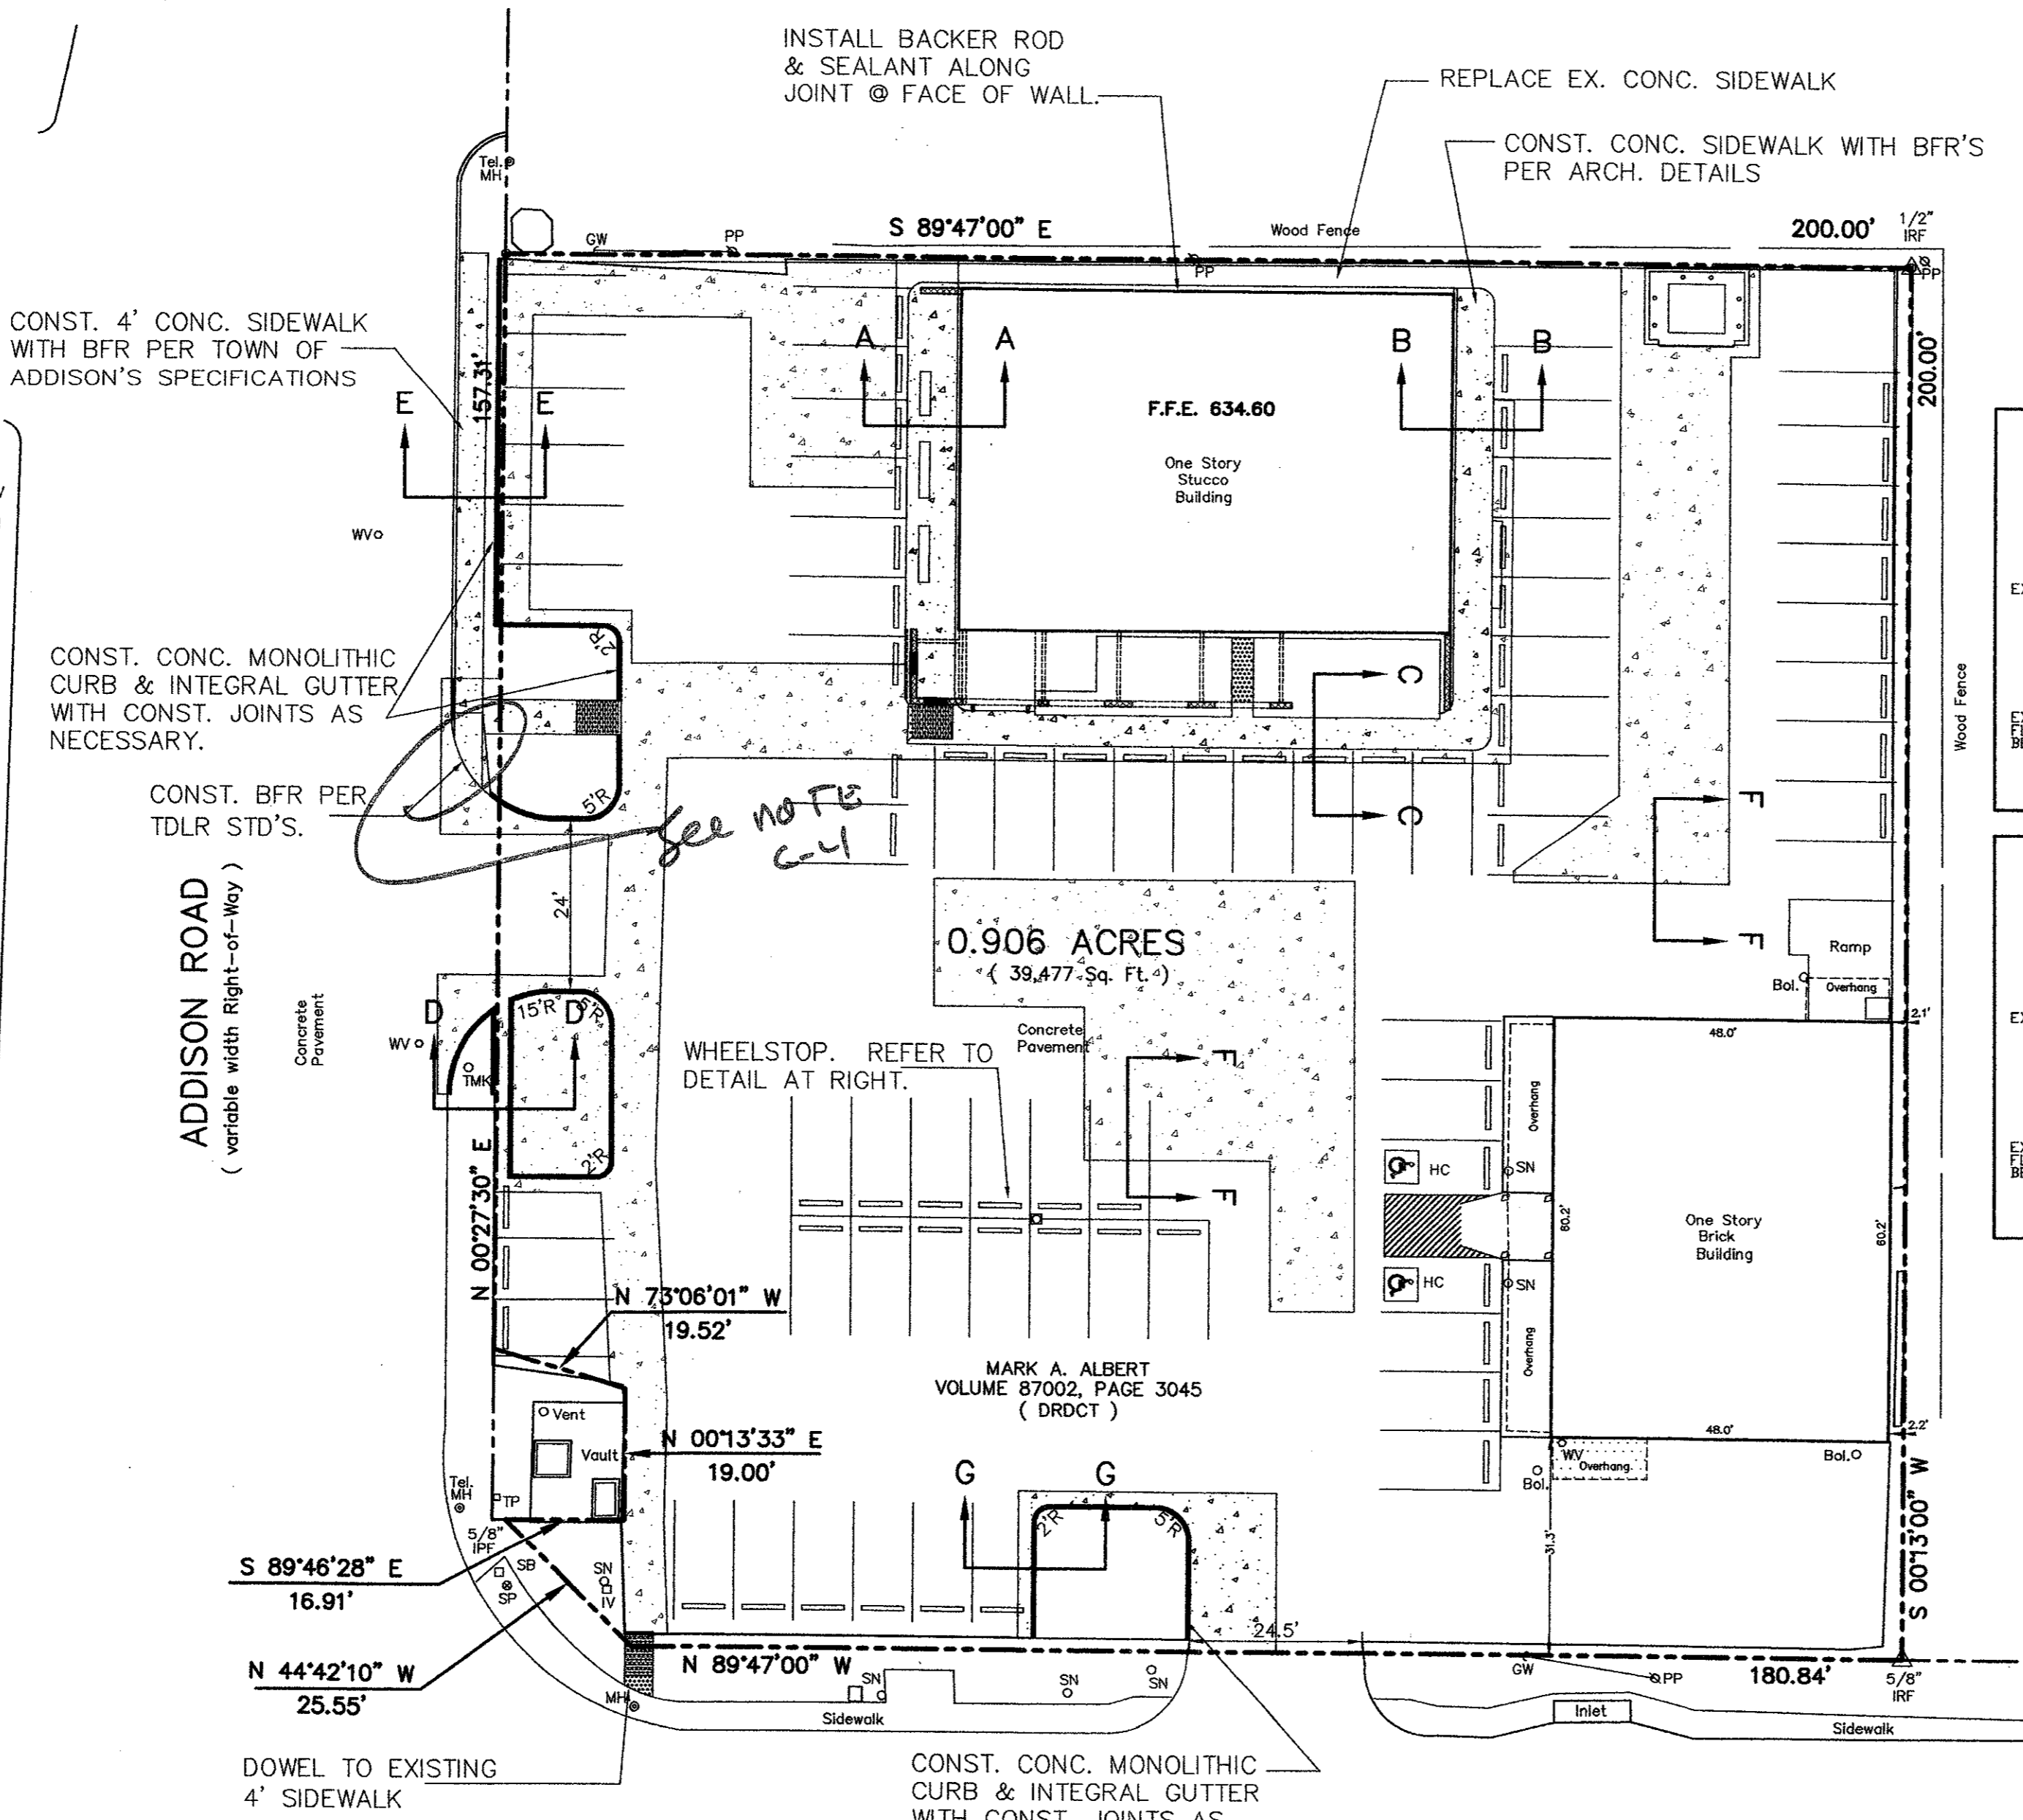 INSTALL BACKER ROD
& SEALANT ALONG
JOINT @ FACE OF WALL.
REPLACE EX. CONC. SIDEWALK
CONST. CONC. SIDEWALK WITH BFR'S
PER ARCH. DETAILS
Tel.
MH
GW
PP
S 89°47'00" E
Wood Fence
200.00'
1/2"
IRF
PP
PP
CONST. 4' CONC. SIDEWALK
WITH BFR PER TOWN OF
ADDISON'S SPECIFICATIONS
157.31'
200.00'
A
A
B
B
E
E
F.F.E. 634.60
One Story
Stucco
Building
WV
CONST. CONC. MONOLITHIC
CURB & INTEGRAL GUTTER
WITH CONST. JOINTS AS
NECESSARY.
2'R
C
Wood Fence
CONST. BFR PER
TDLR STD'S.
5'R
See NOTE
C-4
C
F
F
24'
ADDISON ROAD
( variable width Right-of-Way )
Concrete
Pavement
0.906 ACRES
( 39,477 Sq. Ft. )
Ramp
Bol.
Overhang
2.1'
15'R
5'R
D
D
WV
TMK
Concrete
Pavement
48.0'
WHEELSTOP. REFER TO
DETAIL AT RIGHT.
F
F
Overhang
2'R
HC
SN
N 00°27'30" E
60.2'
One Story
Brick
Building
60.2'
HC
SN
N 73°06'01" W
19.52'
Overhang
MARK A. ALBERT
VOLUME 87002, PAGE 3045
( DRDCT )
Vent
Vault
N 00°13'33" E
19.00'
48.0'
2.2'
WV
Overhang
Bol.
Bol.
G
G
Tel.
MH
TP
2'R
5'R
5/8"
IPF
S 89°46'28" E
16.91'
SB
SP
SN
IV
31.3'
S 00°13'00" W
24.5'
N 44°42'10" W
25.55'
N 89°47'00" W
SN
SN
SN
GW
PP
180.84'
5/8"
IRF
MH
Sidewalk
Inlet
Sidewalk
DOWEL TO EXISTING
4' SIDEWALK
CONST. CONC. MONOLITHIC
CURB & INTEGRAL GUTTER
WITH CONST. JOINTS AS